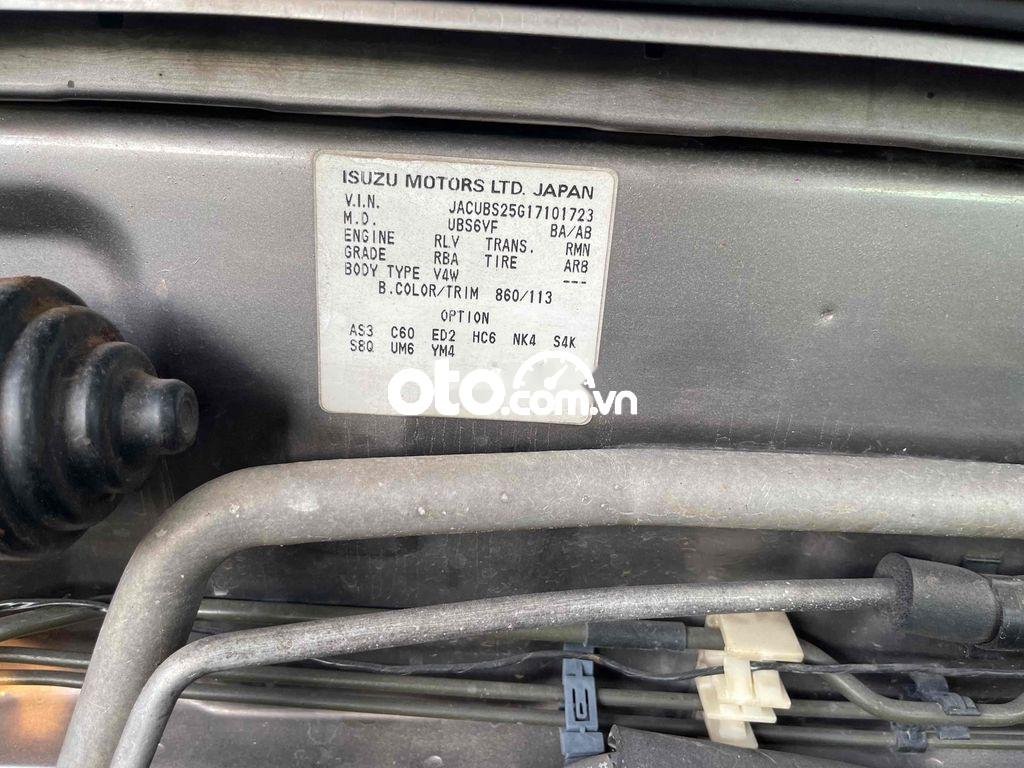 ISUZU MOTORS LTD. JAPAN
V.I.N. JACUBS25G17101723
M.D. UBS6VF BA/AB
ENGINE RLV TRANS. RMN
GRADE RBA TIRE AR8
BODY TYPE V4W ---
B.COLOR/TRIM 860/113
OPTION
AS3 C60 ED2 HC6 NK4 S4K
S8Q UM6 YM4
oto.com.vn